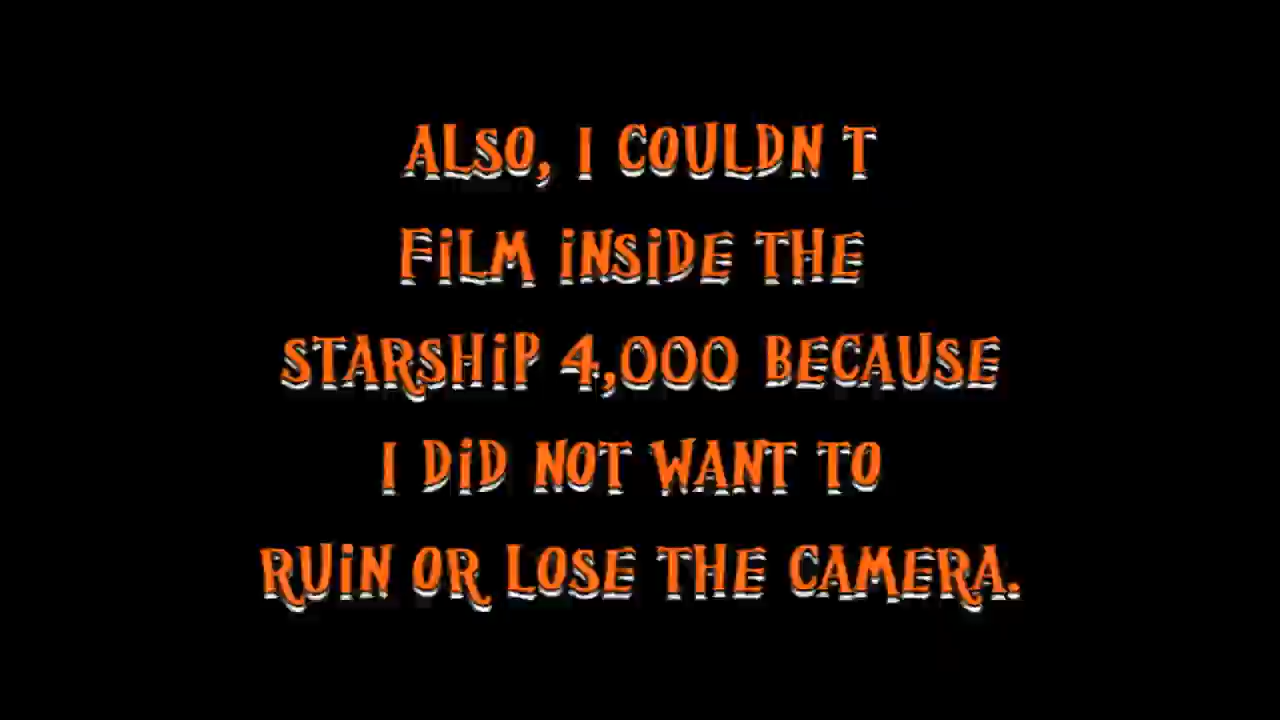 ALSO, I COULDN T
FILM INSIDE THE
STARSHIP 4,000 BECAUSE
I DID NOT WANT TO
RUIN OR LOSE THE CAMERA.